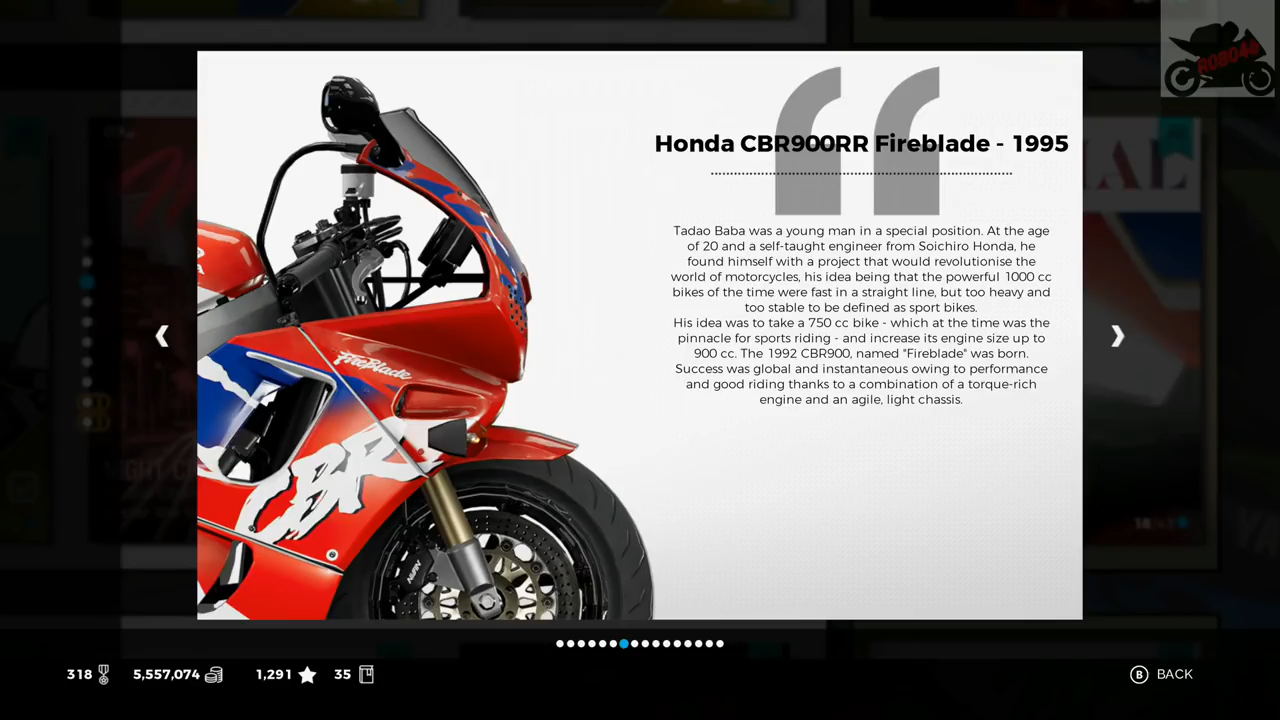 ROBO46
Honda CBR900RR Fireblade - 1995
Tadao Baba was a young man in a special position. At the age
of 20 and a self-taught engineer from Soichiro Honda, he
found himself with a project that would revolutionise the
world of motorcycles, his idea being that the powerful 1000 cc
bikes of the time were fast in a straight line, but too heavy and
too stable to be defined as sport bikes.
His idea was to take a 750 cc bike - which at the time was the
pinnacle for sports riding - and increase its engine size up to
900 cc. The 1992 CBR900, named "Fireblade" was born.
Success was global and instantaneous owing to performance
and good riding thanks to a combination of a torque-rich
engine and an agile, light chassis.
FireBlade
CBR
NISSIN
318
5,557,074
1,291
35
B BACK